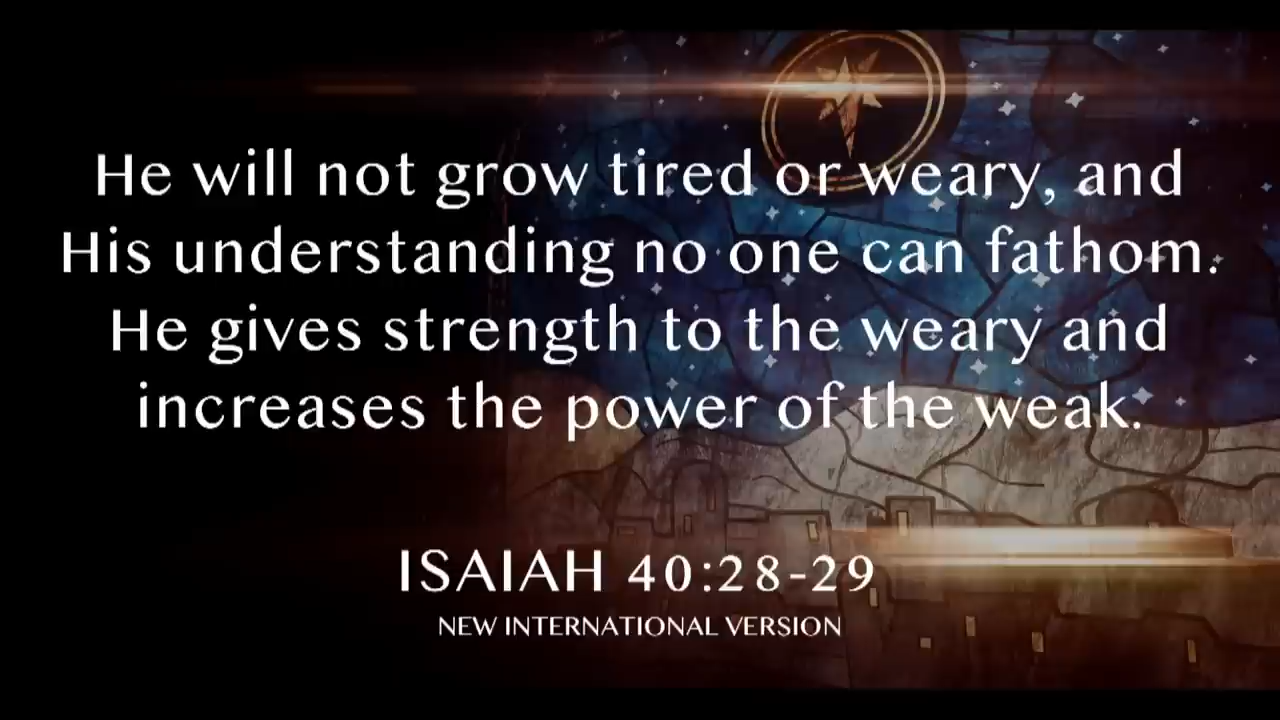 He will not grow tired or weary, and
His understanding no one can fathom.
He gives strength to the weary and
increases the power of the weak.
ISAIAH 40:28-29
NEW INTERNATIONAL VERSION